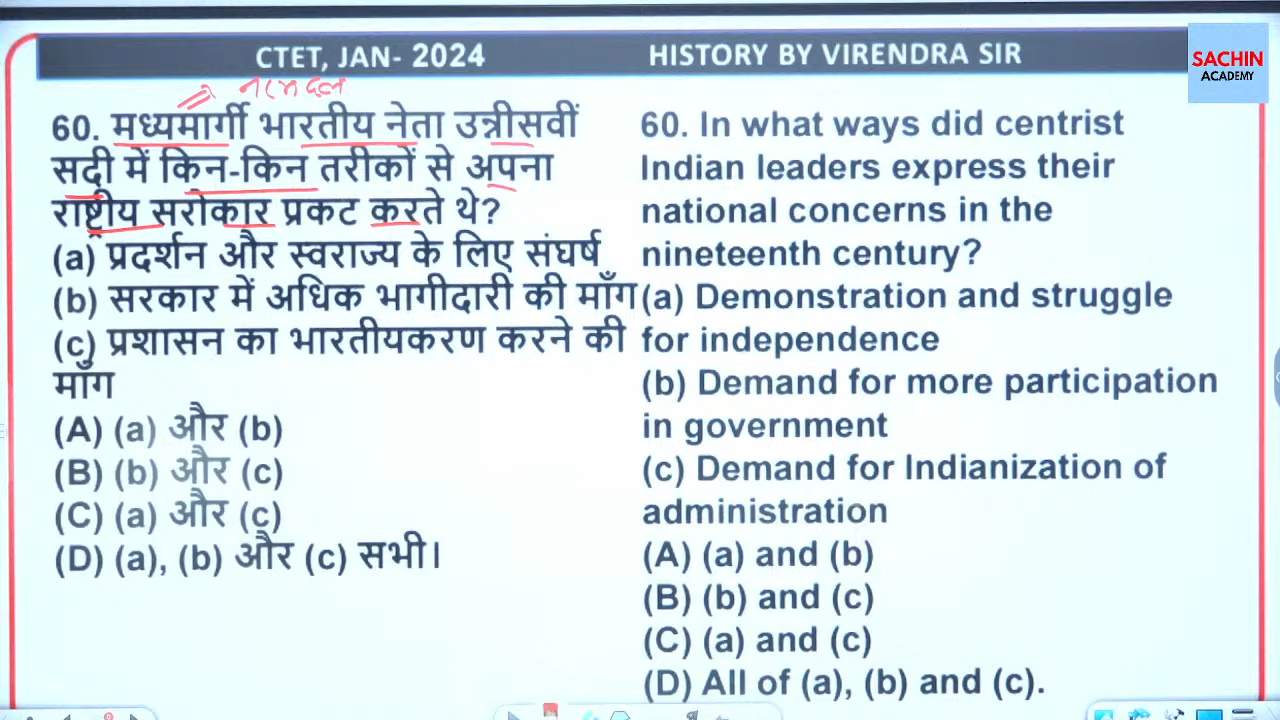 CTET, JAN- 2024
HISTORY BY VIRENDRA SIR
SACHIN
ACADEMY
नरम दल
60. मध्यमार्गी भारतीय नेता उन्नीसवीं
सदी में किन-किन तरीकों से अपना
राष्ट्रीय सरोकार प्रकट करते थे?
(a) प्रदर्शन और स्वराज्य के लिए संघर्ष
(b) सरकार में अधिक भागीदारी की माँग
(c) प्रशासन का भारतीयकरण करने की
माँग
(A) (a) और (b)
(B) (b) और (c)
(C) (a) और (c)
(D) (a), (b) और (c) सभी।
60. In what ways did centrist
Indian leaders express their
national concerns in the
nineteenth century?
(a) Demonstration and struggle
for independence
(b) Demand for more participation
in government
(c) Demand for Indianization of
administration
(A) (a) and (b)
(B) (b) and (c)
(C) (a) and (c)
(D) All of (a), (b) and (c).